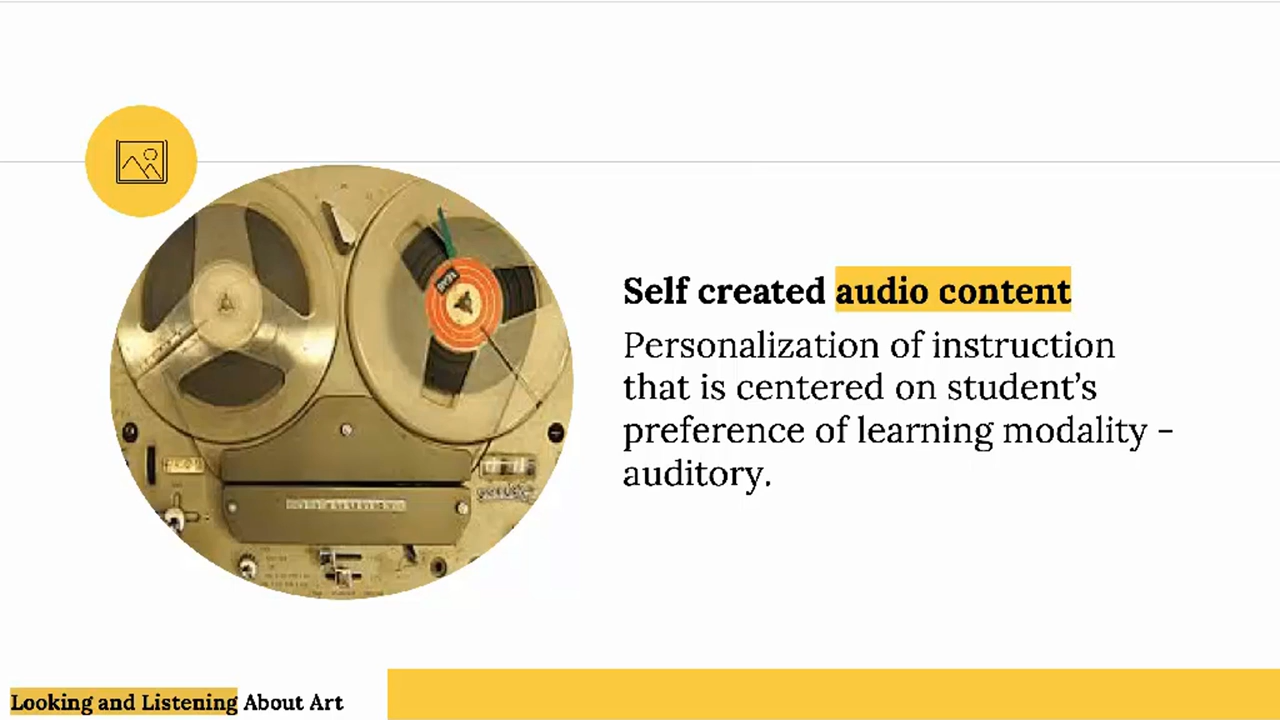 Self created audio content
Personalization of instruction
that is centered on student’s
preference of learning modality –
auditory.
Looking and Listening About Art